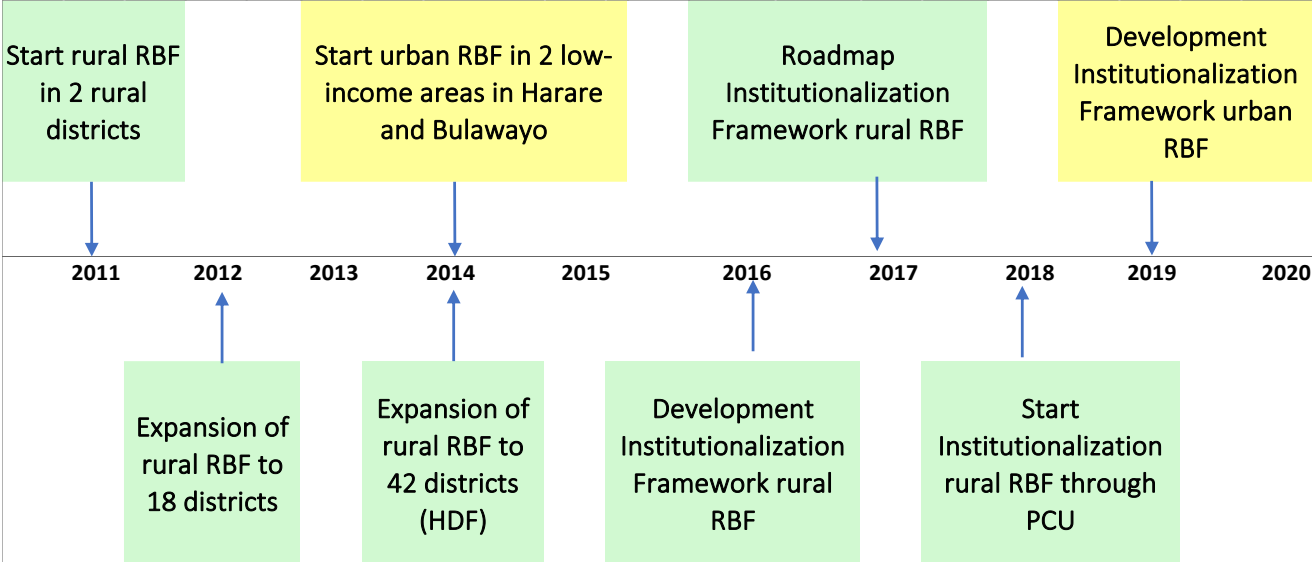 Start rural RBF
in 2 rural
districts
Start urban RBF in 2 low-
income areas in Harare
and Bulawayo
Roadmap
Institutionalization
Framework rural RBF
Development
Institutionalization
Framework urban
RBF
2011
2012
2013
2014
2015
2016
2017
2018
2019
2020
Expansion of
rural RBF to
18 districts
Expansion of
rural RBF to
42 districts
(HDF)
Development
Institutionalization
Framework rural
RBF
Start
Institutionalization
rural RBF through
PCU